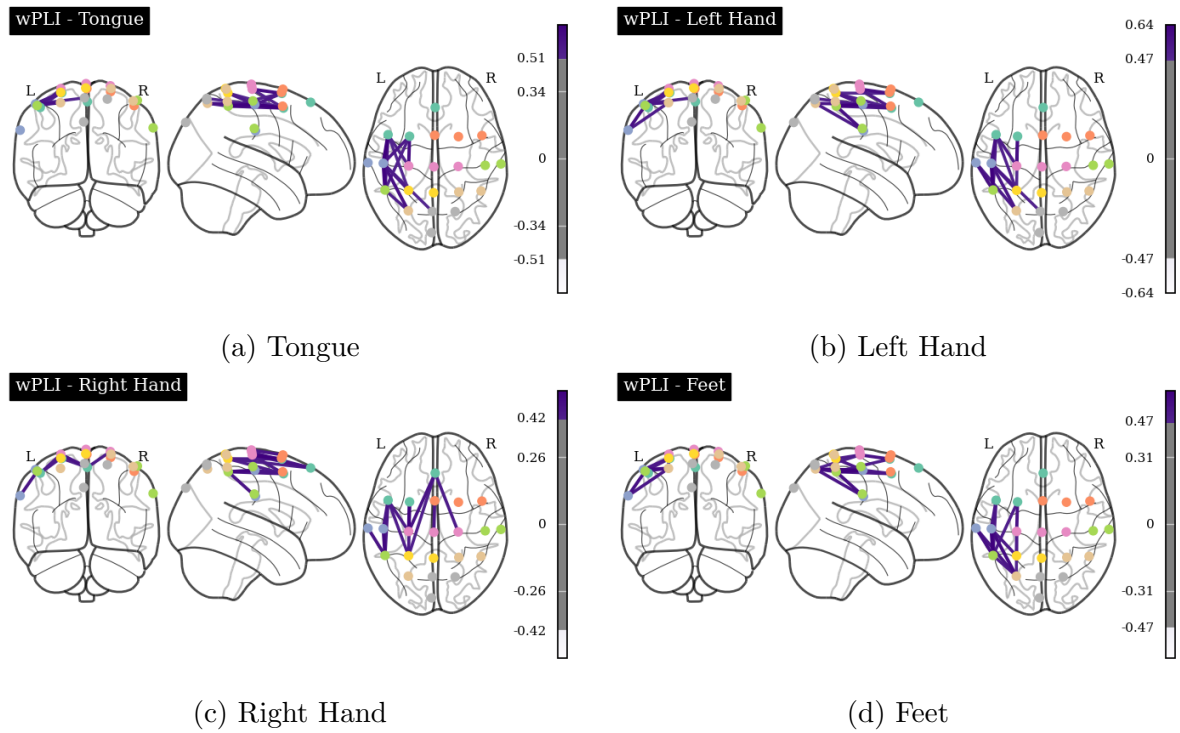 wPLI - Tongue
L
R
L
R
0.51
0.34
0
-0.34
-0.51
(a) Tongue
wPLI - Left Hand
L
R
L
R
0.64
0.47
0
-0.47
-0.64
(b) Left Hand
wPLI - Right Hand
L
R
L
R
0.42
0.26
0
-0.26
-0.42
(c) Right Hand
wPLI - Feet
L
R
L
R
0.47
0.31
0
-0.31
-0.47
(d) Feet